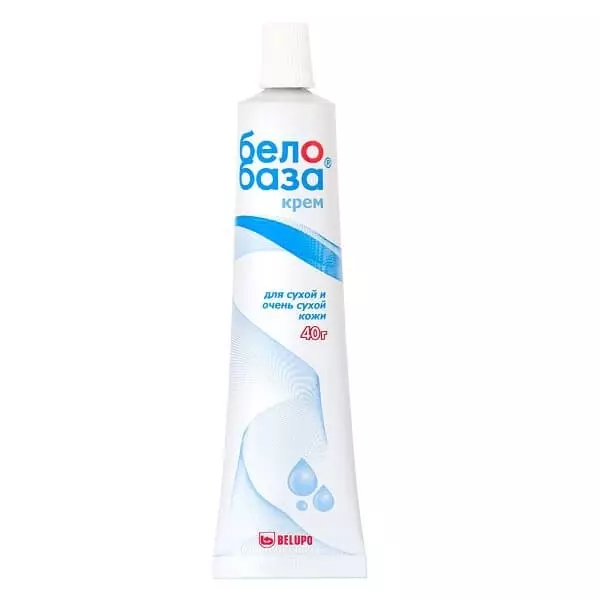 бело
база®
крем
для сухой и
очень сухой
кожи
40г
BELUPO